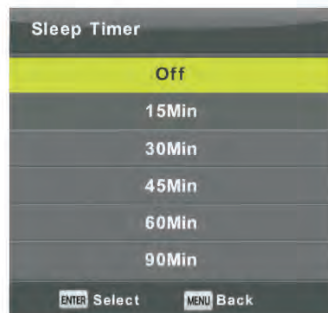 Sleep Timer
Off
15Min
30Min
45Min
60Min
90Min
ENTER Select MENU Back